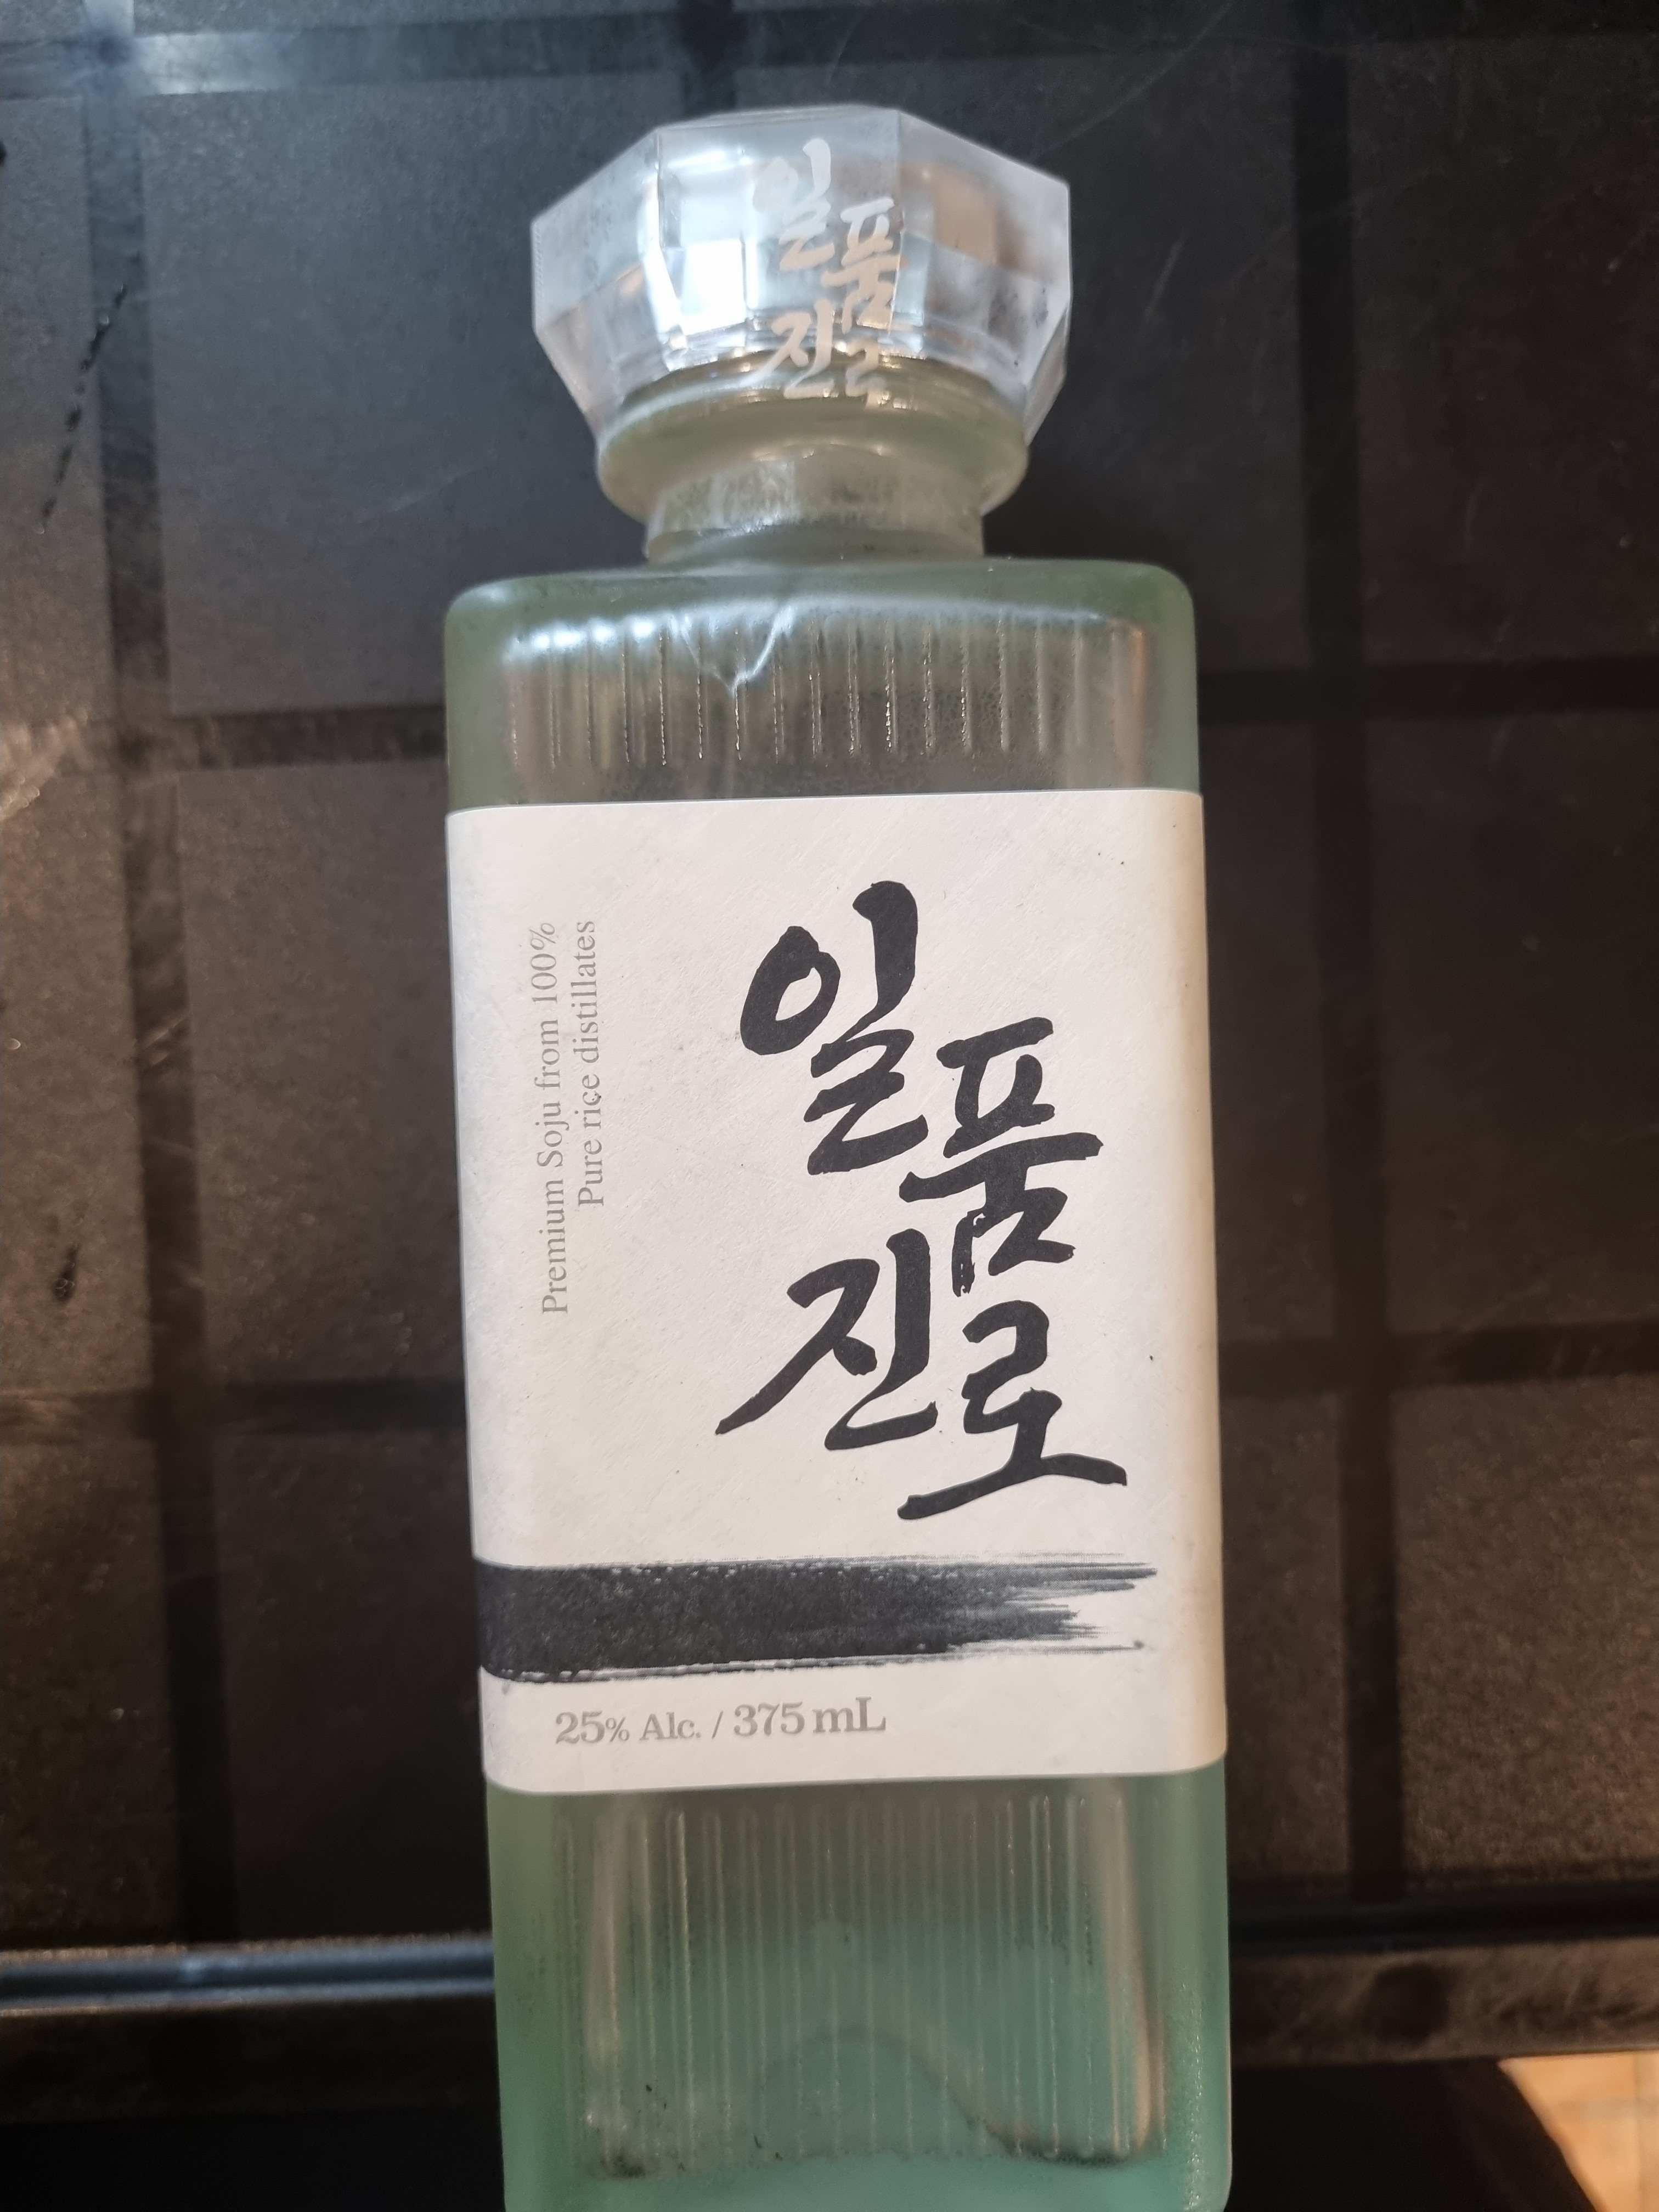 일품
진로
Premium Soju from 100%
Pure rice distillates
일품
진로
25% Alc. / 375 mL